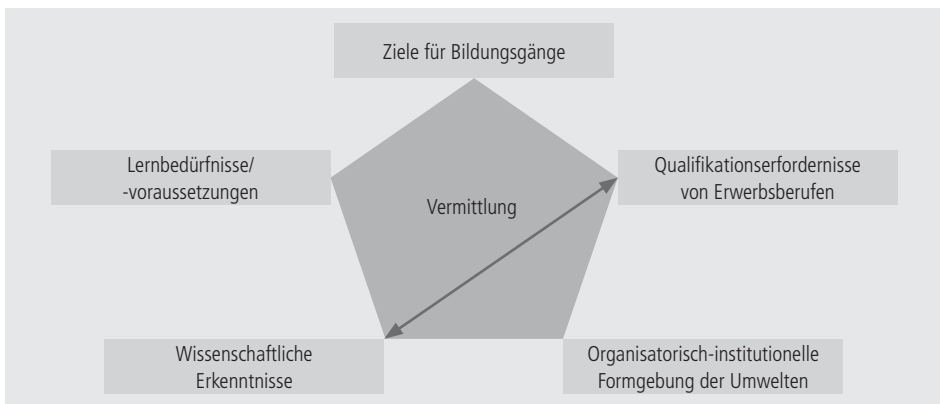 Ziele für Bildungsgänge
Lernbedürfnisse/
-voraussetzungen
Qualifikationserfordernisse
von Erwerbsberufen
Vermittlung
Wissenschaftliche
Erkenntnisse
Organisatorisch-institutionelle
Formgebung der Umwelten